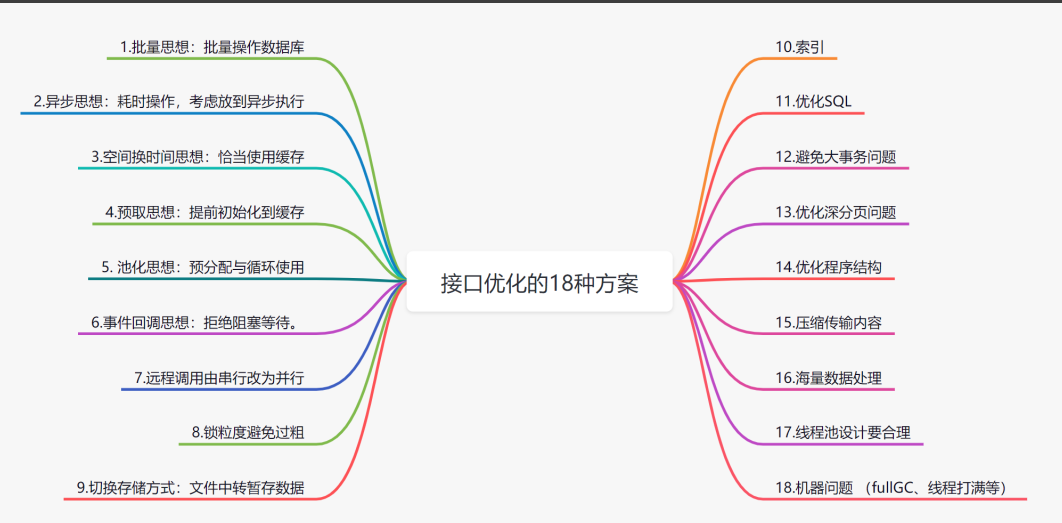 1.批量思想：批量操作数据库
2.异步思想：耗时操作，考虑放到异步执行
3.空间换时间思想：恰当使用缓存
4.预取思想：提前初始化到缓存
5. 池化思想：预分配与循环使用
6.事件回调思想：拒绝阻塞等待。
7.远程调用由串行改为并行
8.锁粒度避免过粗
9.切换存储方式：文件中转暂存数据
接口优化的18种方案
10.索引
11.优化SQL
12.避免大事务问题
13.优化深分页问题
14.优化程序结构
15.压缩传输内容
16.海量数据处理
17.线程池设计要合理
18.机器问题 （fullGC、线程打满等）